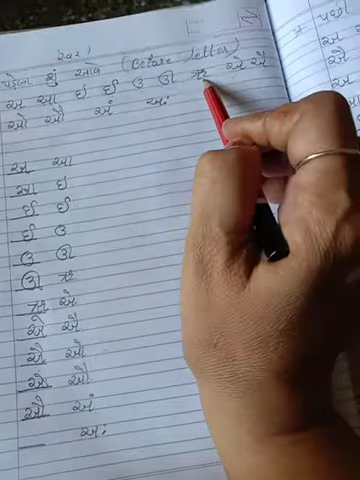 સ્વર
પહેલા શું આવે (Before letter)
અ આ ઇ ઈ ઉ ઊ ઋ એ ઐ
ઓ ઔ અં અઃ
અ આ
આ ઇ
ઇ ઈ
ઈ ઉ
ઉ ઊ
ઊ ઋ
ઋ એ
એ ઐ
ઐ ઓ
ઓ ઔ
ઔ અં
અઃ